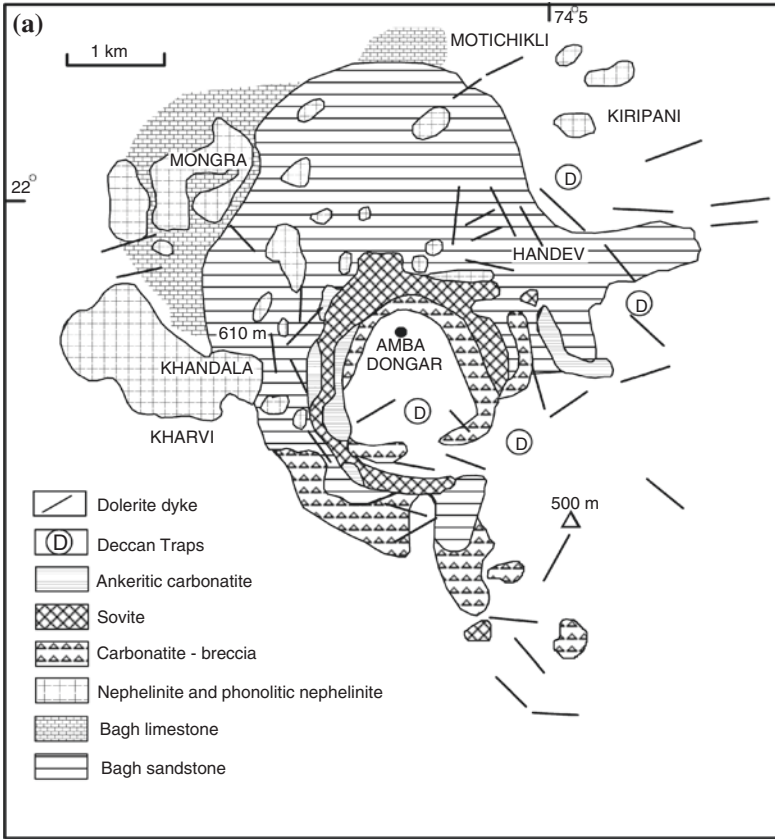 (a)
74°5
1 km
MOTICHIKLI
KIRIPANI
MONGRA
D
22°
HANDEV
D
610 m
AMBA
DONGAR
KHANDALA
D
KHARVI
D
500 m
Dolerite dyke
D Deccan Traps
Ankeritic carbonatite
Sovite
Carbonatite - breccia
Nephelinite and phonolitic nephelinite
Bagh limestone
Bagh sandstone